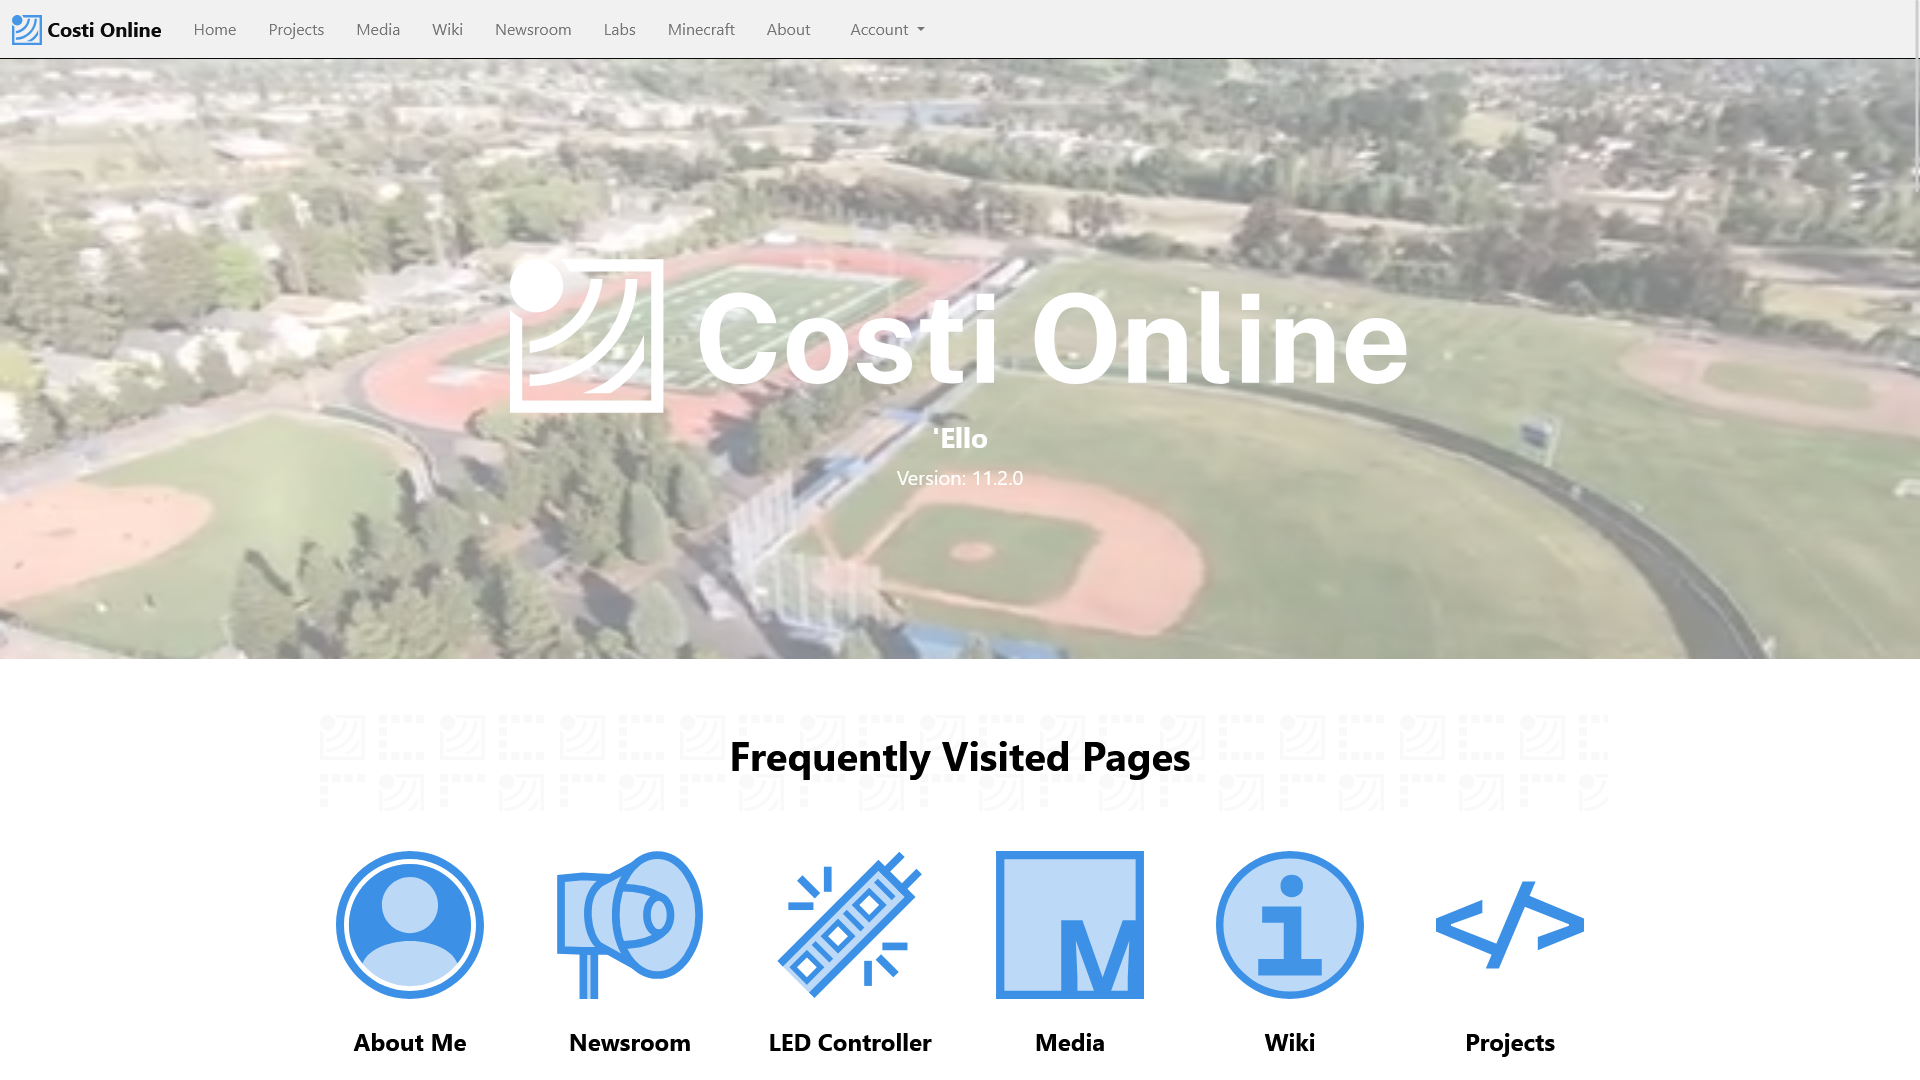 Costi Online Home Projects Media Wiki Newsroom Labs Minecraft About Account
Costi Online
'Ello
Version: 11.2.0
Frequently Visited Pages
M i </>
About Me Newsroom LED Controller Media Wiki Projects